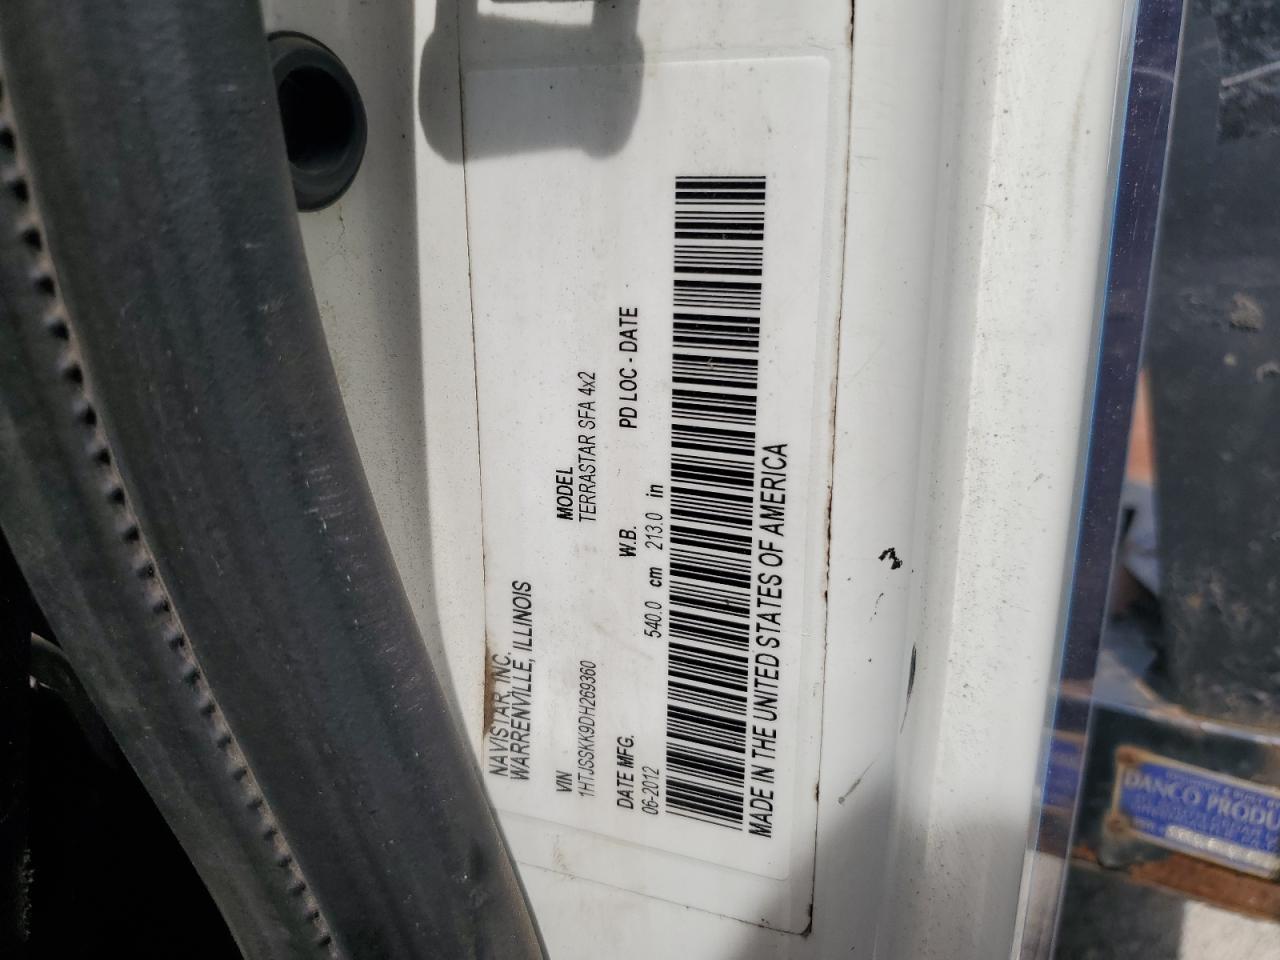 NAVISTAR, INC.
WARRENVILLE, ILLINOIS
VIN MODEL
1HTJSSKK9DH269360 TERRASTAR SFA 4x2
DATE MFG. W.B. PD LOC - DATE
06-2012 540.0 cm 213.0 in
MADE IN THE UNITED STATES OF AMERICA
DANCO PRODU